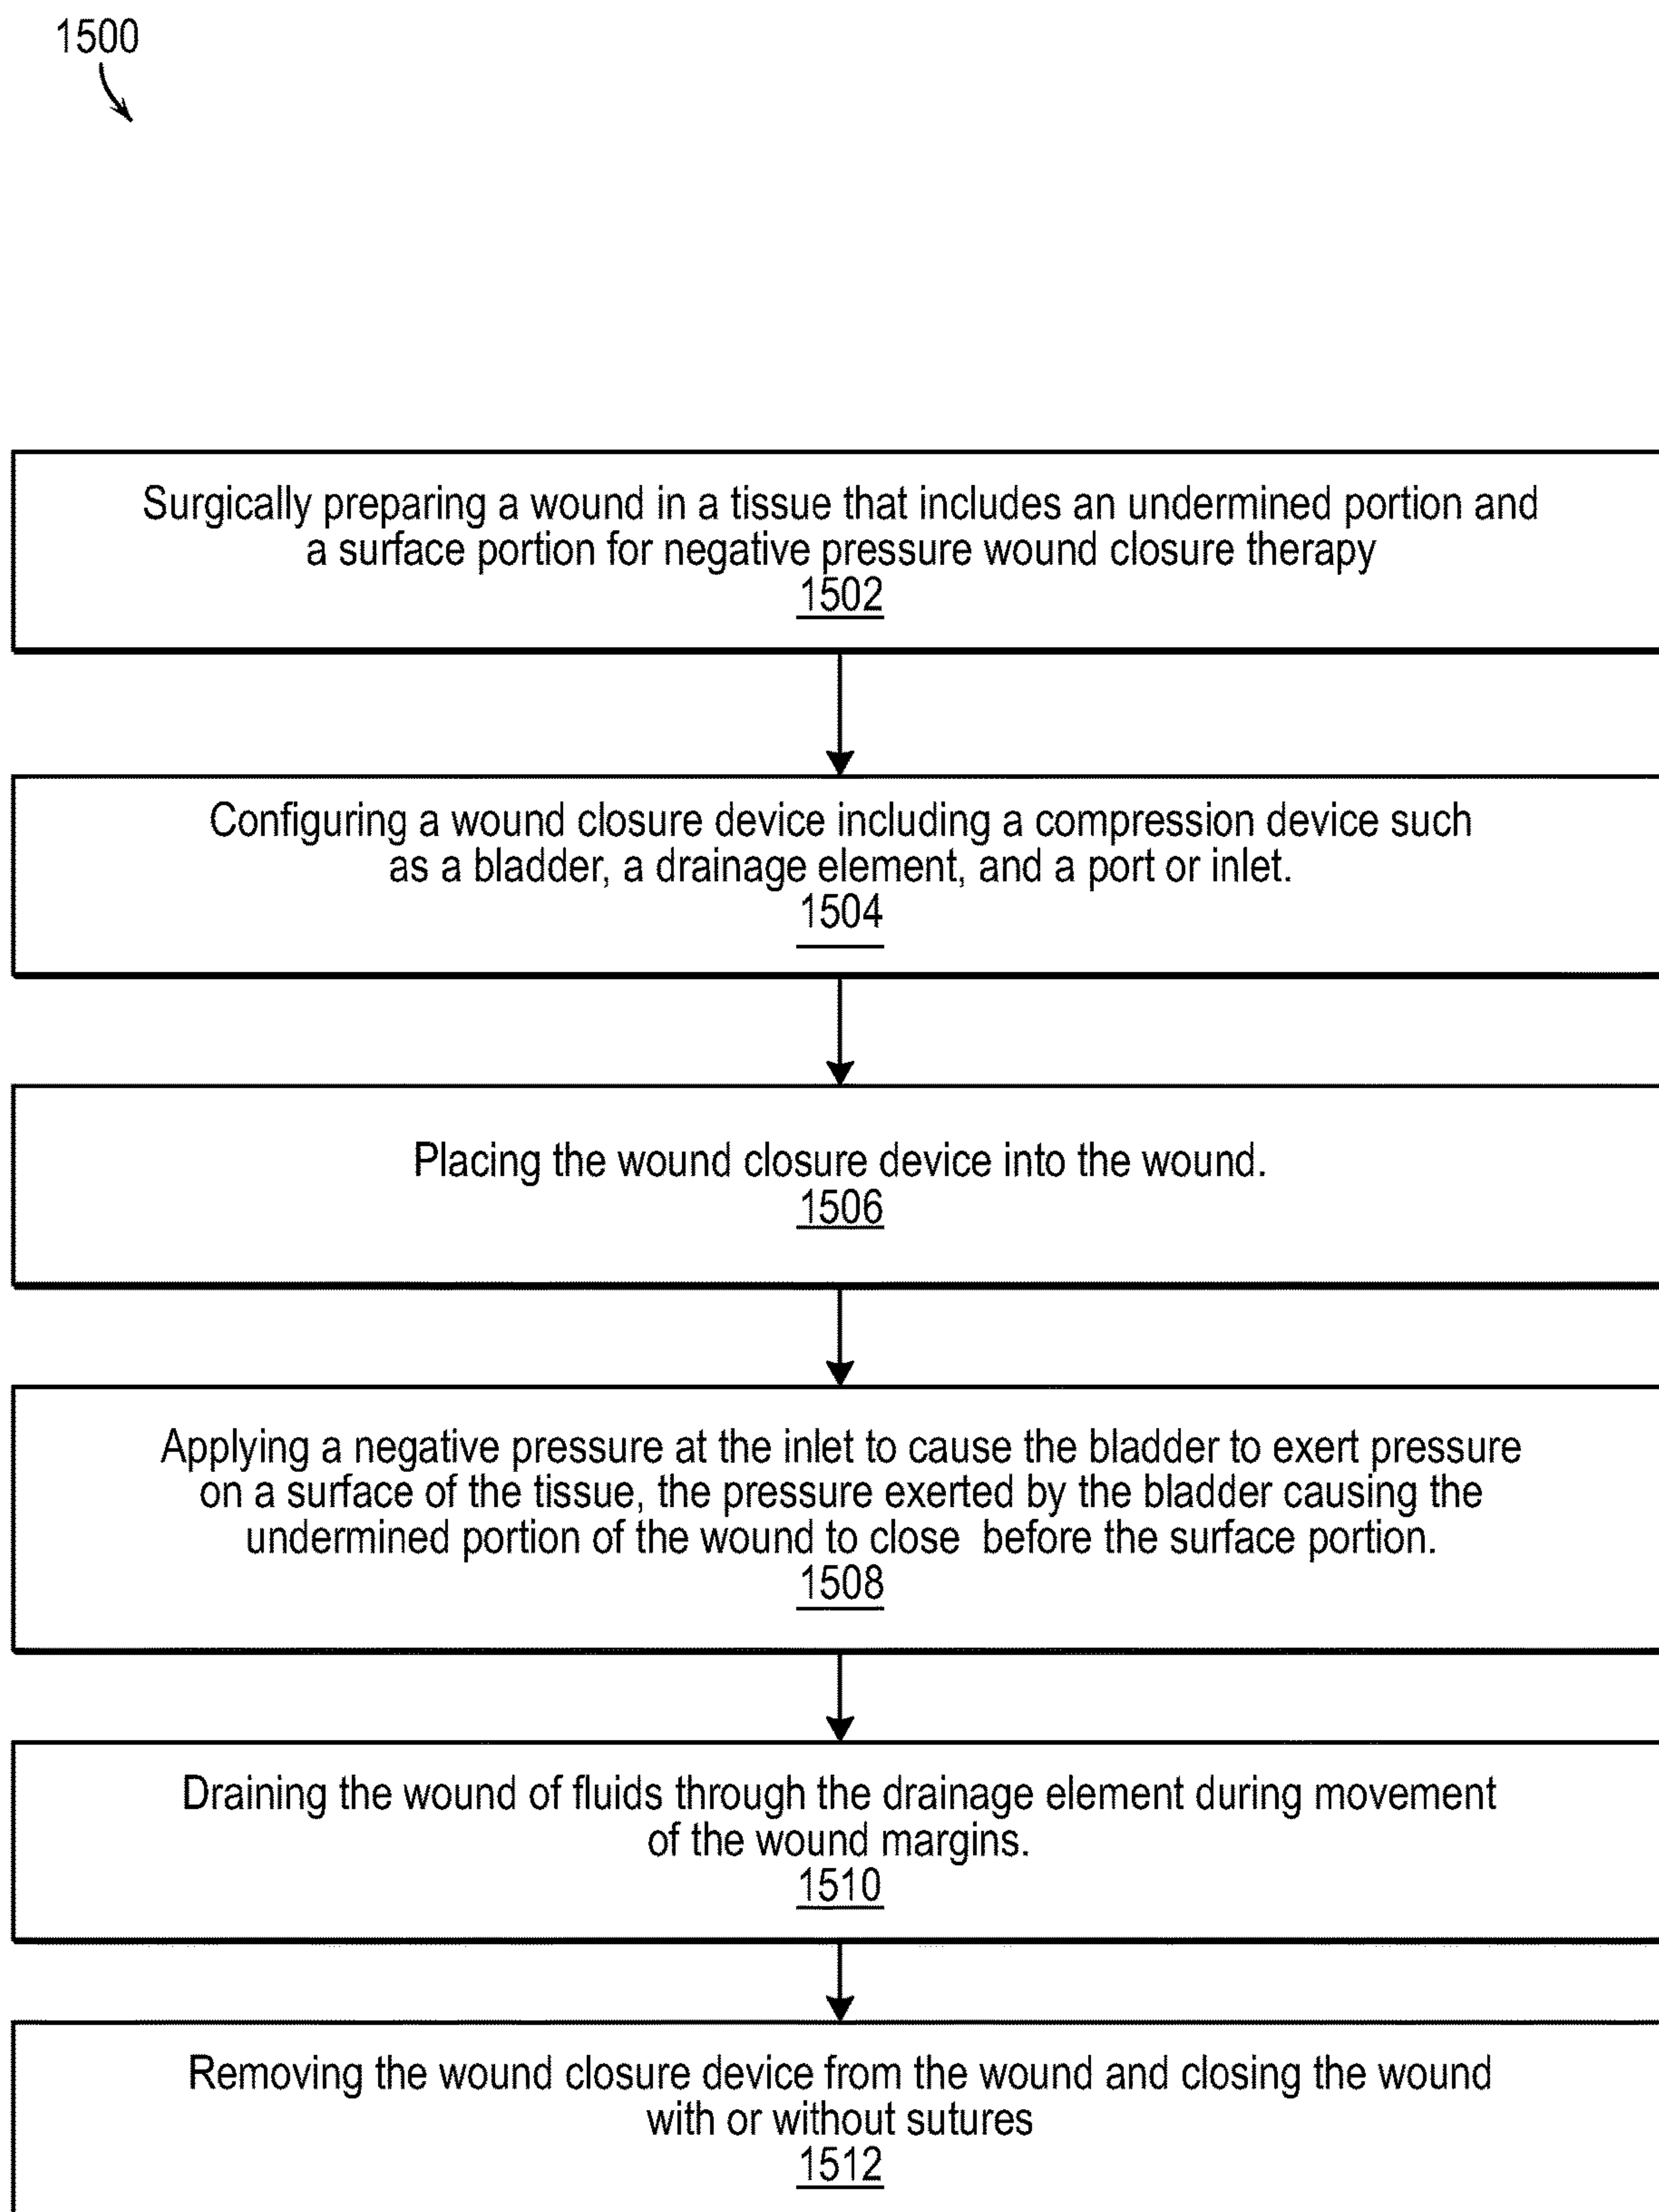 1500
Surgically preparing a wound in a tissue that includes an undermined portion and
a surface portion for negative pressure wound closure therapy
1502
Configuring a wound closure device including a compression device such
as a bladder, a drainage element, and a port or inlet.
1504
Placing the wound closure device into the wound.
1506
Applying a negative pressure at the inlet to cause the bladder to exert pressure
on a surface of the tissue, the pressure exerted by the bladder causing the
undermined portion of the wound to close before the surface portion.
1508
Draining the wound of fluids through the drainage element during movement
of the wound margins.
1510
Removing the wound closure device from the wound and closing the wound
with or without sutures
1512